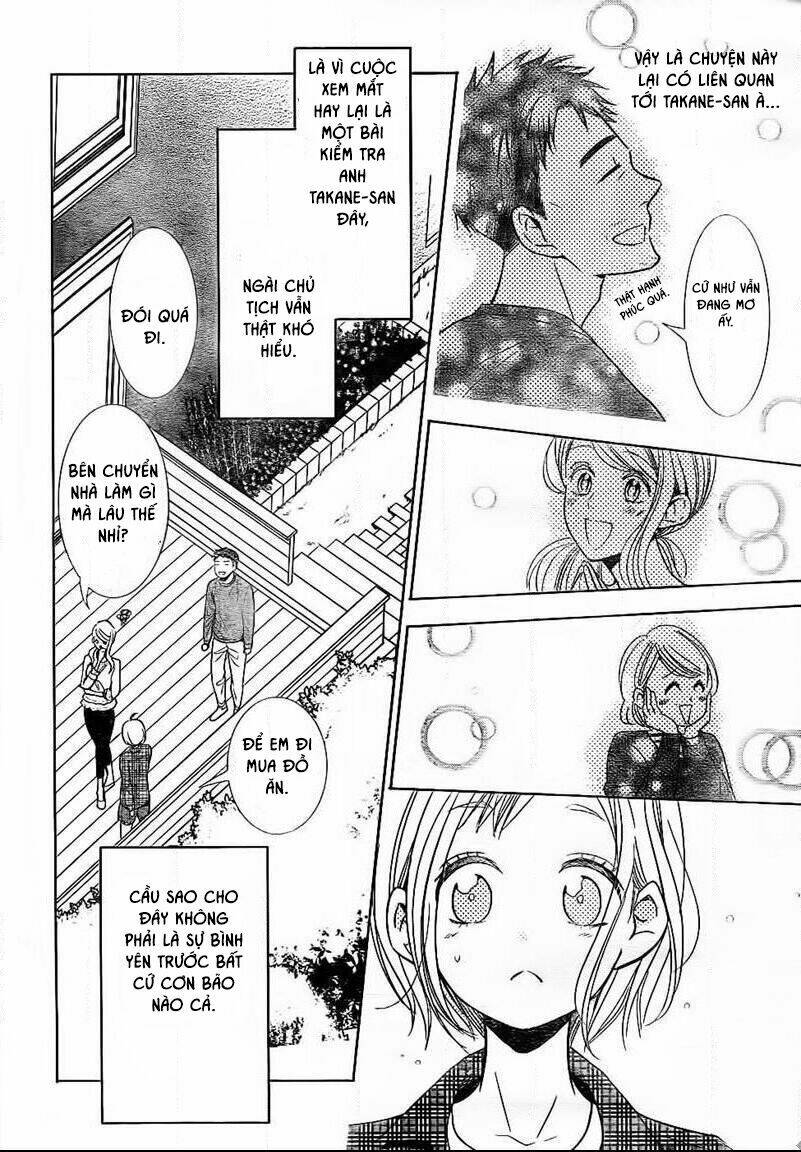 VẬY LÀ CHUYỆN NÀY
LẠI CÓ LIÊN QUAN
TỚI TAKANE-SAN À...
CỨ NHƯ VẪN
ĐANG MƠ
ẤY.
THẬT HẠNH
PHÚC QUÁ.
LÀ VÌ CUỘC
XEM MẮT
HAY LẠI LÀ
MỘT BÀI
KIỂM TRA
ANH
TAKANE-SAN
ĐÂY,
NGÀI CHỦ
TỊCH VẪN
THẬT KHÓ
HIỂU.
ĐÓI QUÁ
ĐI.
BÊN CHUYỂN
NHÀ LÀM GÌ
MÀ LÂU THẾ
NHỈ?
ĐỂ EM ĐI
MUA ĐỒ
ĂN.
CẦU SAO CHO
ĐÂY KHÔNG
PHẢI LÀ SỰ BÌNH
YÊN TRƯỚC BẤT
CỨ CƠN BÃO
NÀO CẢ.